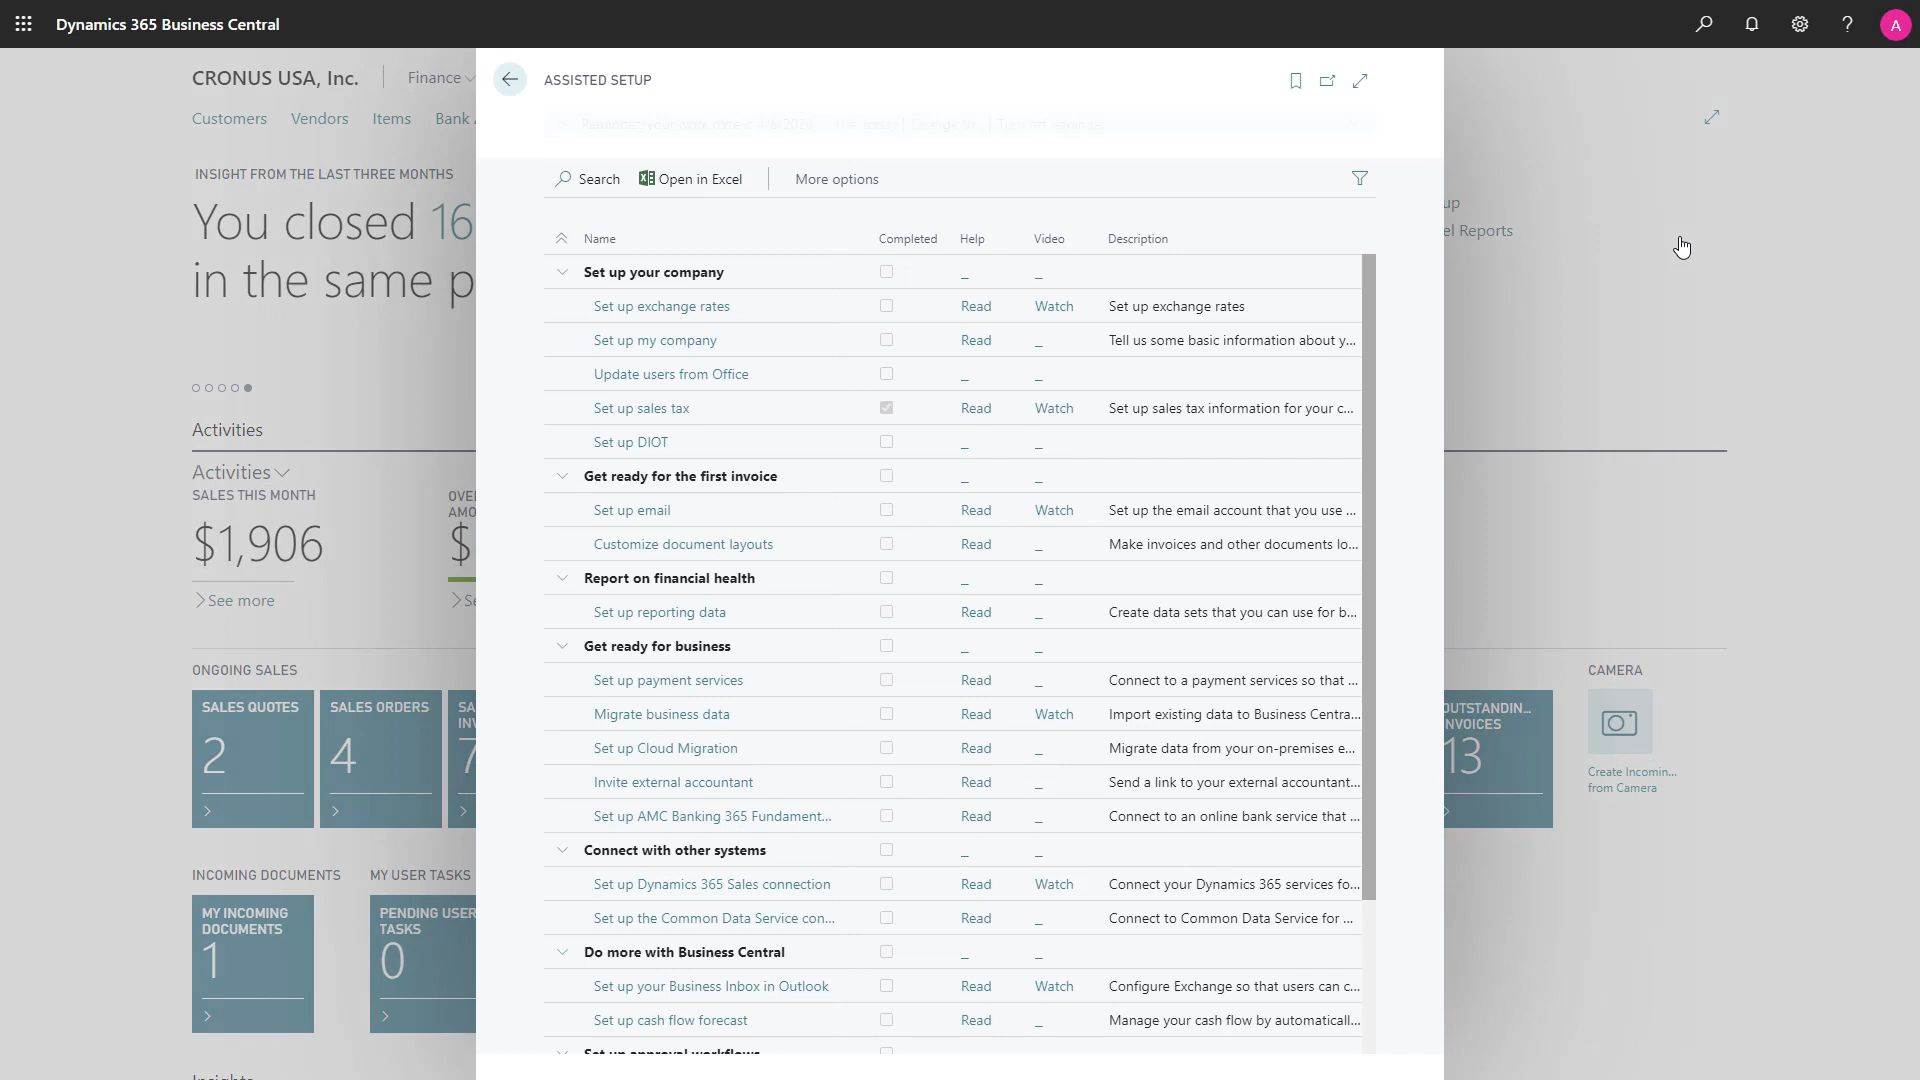 Dynamics 365 Business Central
A
CRONUS USA, Inc.
Finance
Customers Vendors Items Bank
INSIGHT FROM THE LAST THREE MONTHS
You closed 16
in the same p
Activities
Activities
SALES THIS MONTH
$1,906
See more
OVE
AMO
$
Se
ONGOING SALES
SALES QUOTES
2
SALES ORDERS
4
SA
INV
7
INCOMING DOCUMENTS
MY INCOMING
DOCUMENTS
1
MY USER TASKS
PENDING USER
TASKS
0
ASSISTED SETUP
Search Open in Excel More options
Name Completed Help Video Description
Set up your company _ _
Set up exchange rates Read Watch Set up exchange rates
Set up my company Read _ Tell us some basic information about y...
Update users from Office _ _
Set up sales tax Read Watch Set up sales tax information for your c...
Set up DIOT _ _
Get ready for the first invoice _ _
Set up email Read Watch Set up the email account that you use ...
Customize document layouts Read _ Make invoices and other documents lo...
Report on financial health _ _
Set up reporting data Read _ Create data sets that you can use for b...
Get ready for business _ _
Set up payment services Read _ Connect to a payment services so that ...
Migrate business data Read Watch Import existing data to Business Centra...
Set up Cloud Migration Read _ Migrate data from your on-premises e...
Invite external accountant Read _ Send a link to your external accountant...
Set up AMC Banking 365 Fundament... Read _ Connect to an online bank service that ...
Connect with other systems _ _
Set up Dynamics 365 Sales connection Read Watch Connect your Dynamics 365 services fo...
Set up the Common Data Service con... Read _ Connect to Common Data Service for ...
Do more with Business Central _ _
Set up your Business Inbox in Outlook Read Watch Configure Exchange so that users can c...
Set up cash flow forecast Read _ Manage your cash flow by automaticall...
Set up approval workflows
up
el Reports
OUTSTANDIN...
NVOICES
13
CAMERA
Create Incomin...
from Camera